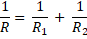 1/R = 1/R₁ + 1/R₂